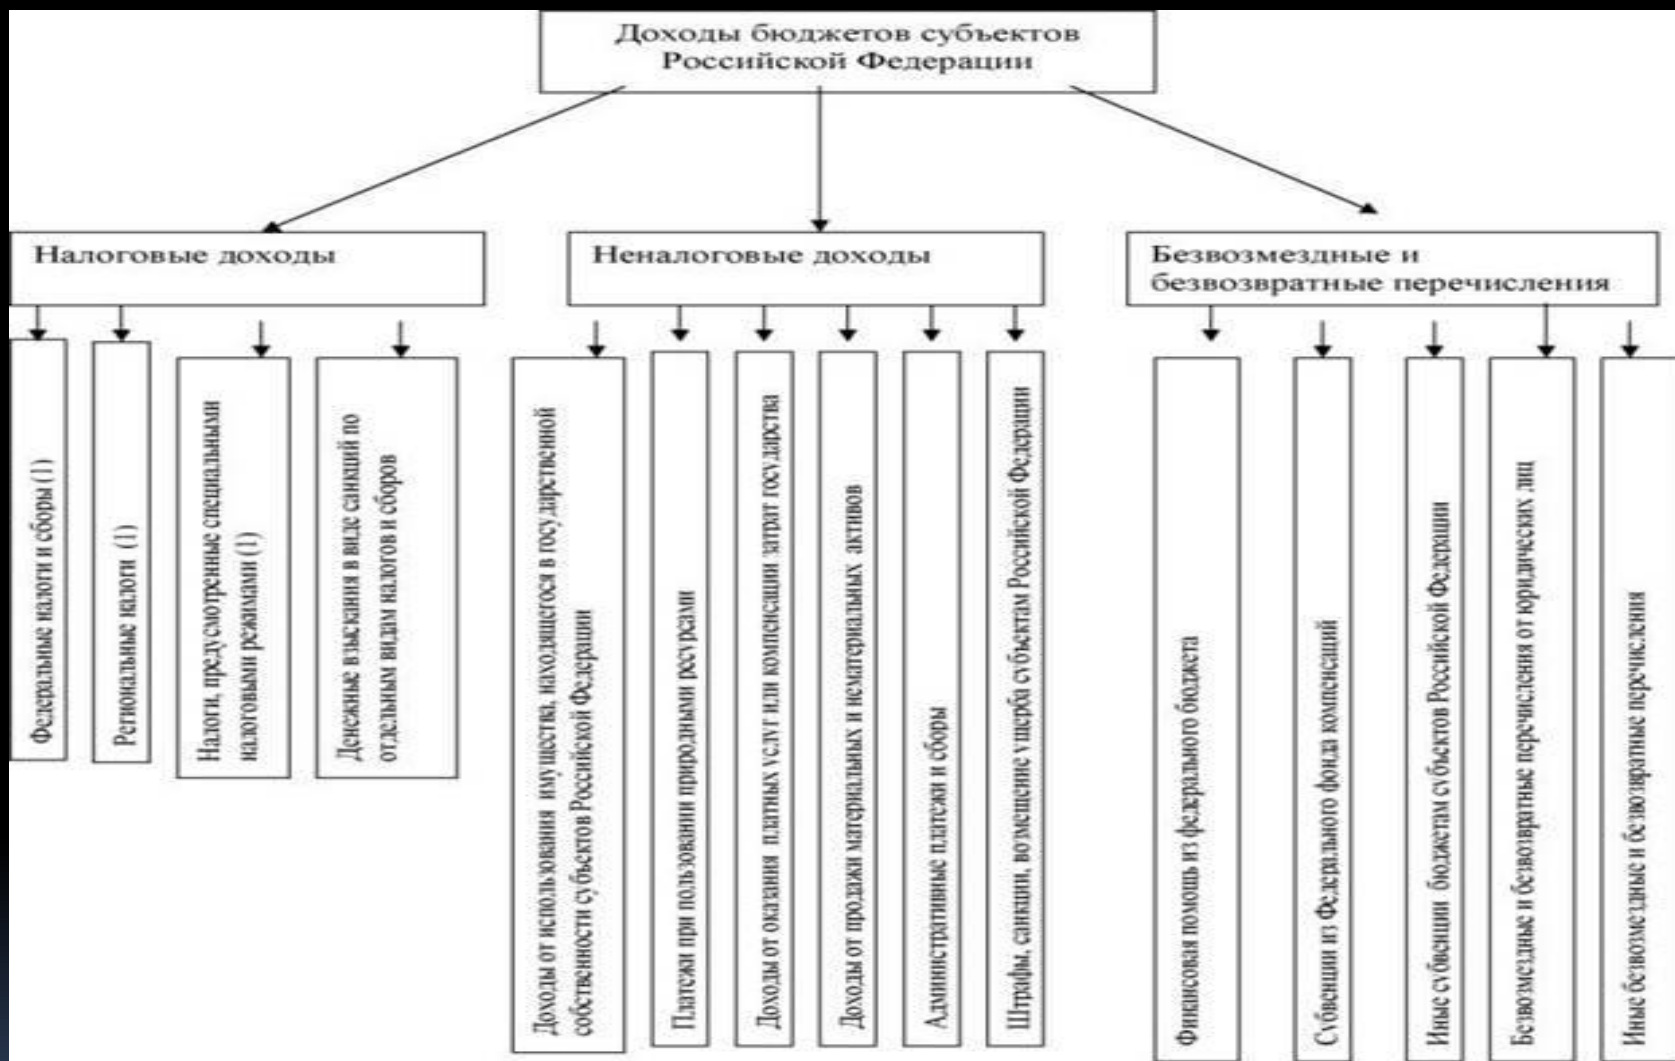 Доходы бюджетов субъектов
Российской Федерации
Налоговые доходы
Неналоговые доходы
Безвозмездные и
безвозвратные перечисления
Федеральные налоги и сборы (1)
Региональные налоги (1)
Налоги, предусмотренные специальными
налоговыми режимами (1)
Денежные взыскания в виде санкций по
отдельным видам налогов и сборов
Доходы от использования имущества, находящегося в государственной
собственности субъектов Российской Федерации
Платежи при пользовании природными ресурсами
Доходы от оказания платных услуг или компенсации затрат государства
Доходы от продажи материальных и нематериальных активов
Административные платежи и сборы
Штрафы, санкции, возмещение ущерба субъектам Российской Федерации
Финансовая помощь из федерального бюджета
Субвенции из Федерального фонда компенсаций
Иные субвенции бюджетам субъектов Российской Федерации
Безвозмездные и безвозвратные перечисления от юридических лиц
Иные безвозмездные и безвозвратные перечисления